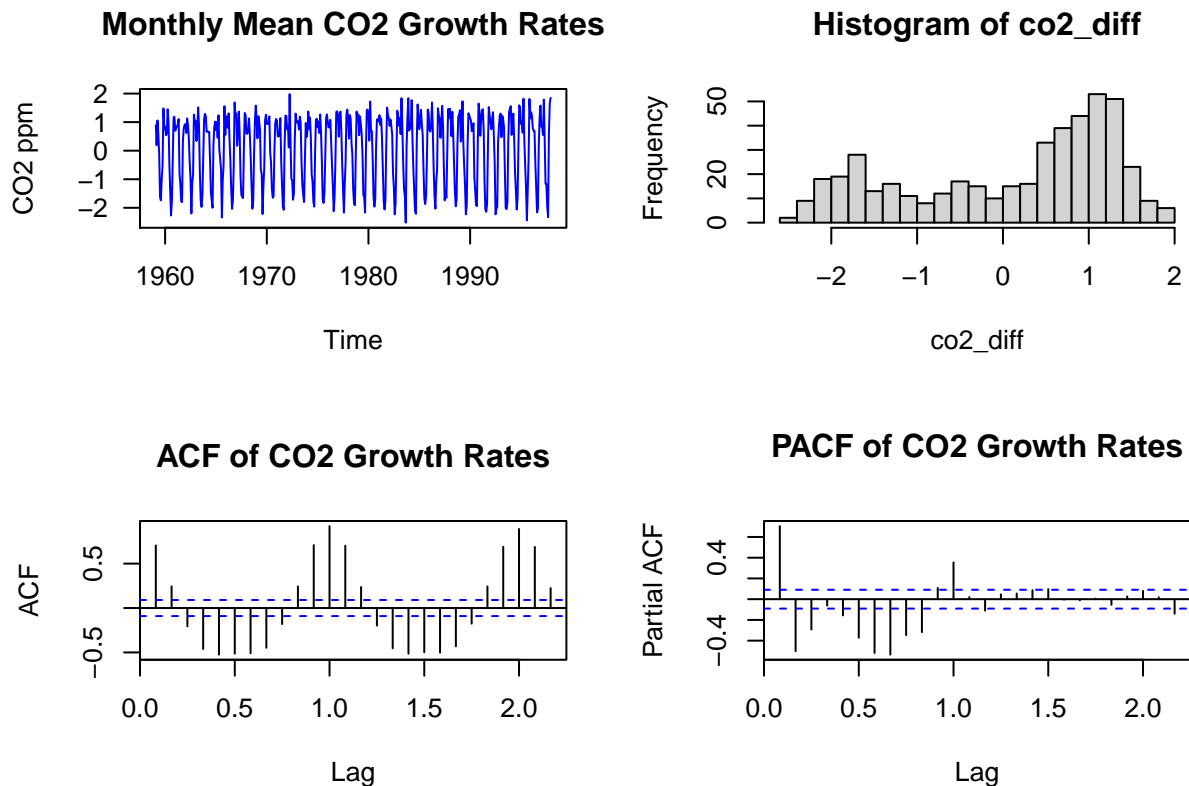 Monthly Mean CO2 Growth Rates
CO2 ppm
2
1
0
−1
−2
1960 1970 1980 1990
Time
Histogram of co2_diff
Frequency
50
20
0
−2 −1 0 1 2
co2_diff
ACF of CO2 Growth Rates
ACF
0.5
−0.5
0.0 0.5 1.0 1.5 2.0
Lag
PACF of CO2 Growth Rates
Partial ACF
0.4
−0.4
0.0 0.5 1.0 1.5 2.0
Lag